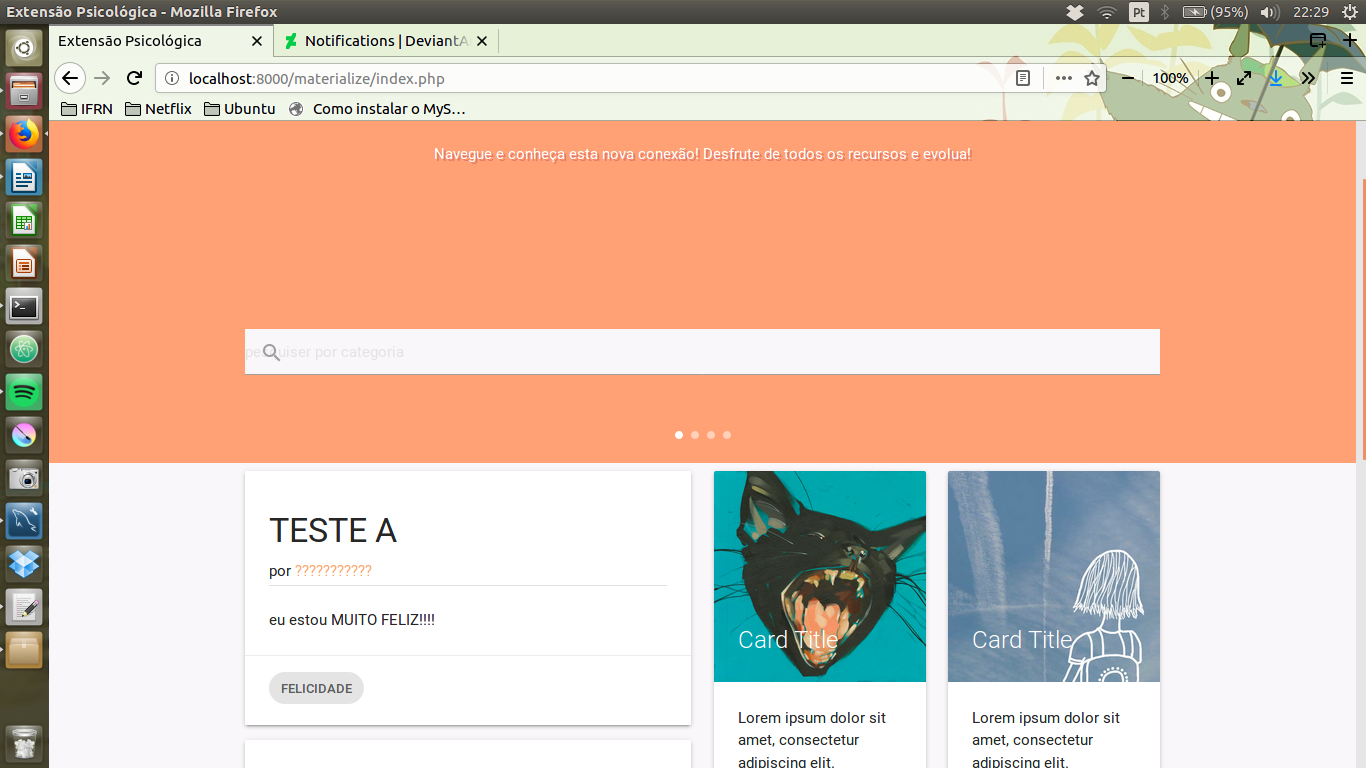 Extensão Psicológica - Mozilla Firefox
Pt
(95%)
22:29
Extensão Psicológica
Notifications | DeviantA
localhost:8000/materialize/index.php
100%
IFRN
Netflix
Ubuntu
Como instalar o MyS…
Navegue e conheça esta nova conexão! Desfrute de todos os recursos e evolua!
pesquiser por categoria
TESTE A
por ???????????
eu estou MUITO FELIZ!!!!
FELICIDADE
Card Title
Lorem ipsum dolor sit
amet, consectetur
adipiscing elit.
Card Title
Lorem ipsum dolor sit
amet, consectetur
adipiscing elit.